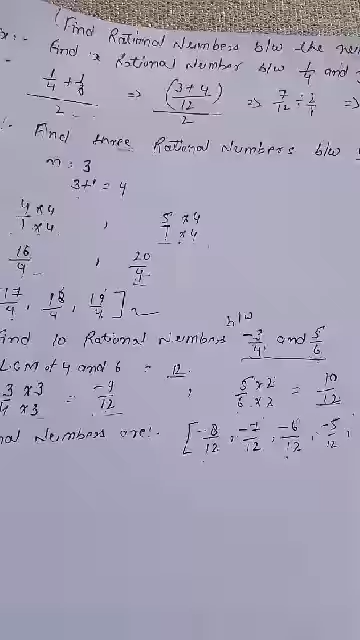 (Find Rational Numbers b/w the
Find a Rational Number b/w 1/4 and
(1/4 + 1/3)/2 => ((3+4)/12)/2 => 7/12 ÷ 2/1 =>
Find three Rational Numbers b/w
n = 3
3+1 = 4
4/1 ×4/×4 , 5/1 ×4/×4
16/4 , 20/4
17/4, 18/4, 19/4]
Find 10 Rational Numbers b/w -3/4 and 5/6
L.C.M of 4 and 6 = 12
3×3/4×3 = -9/12 , 5×2/6×2 = 10/12
Numbers are:- [-8/12, -7/12, -6/12, -5/12,